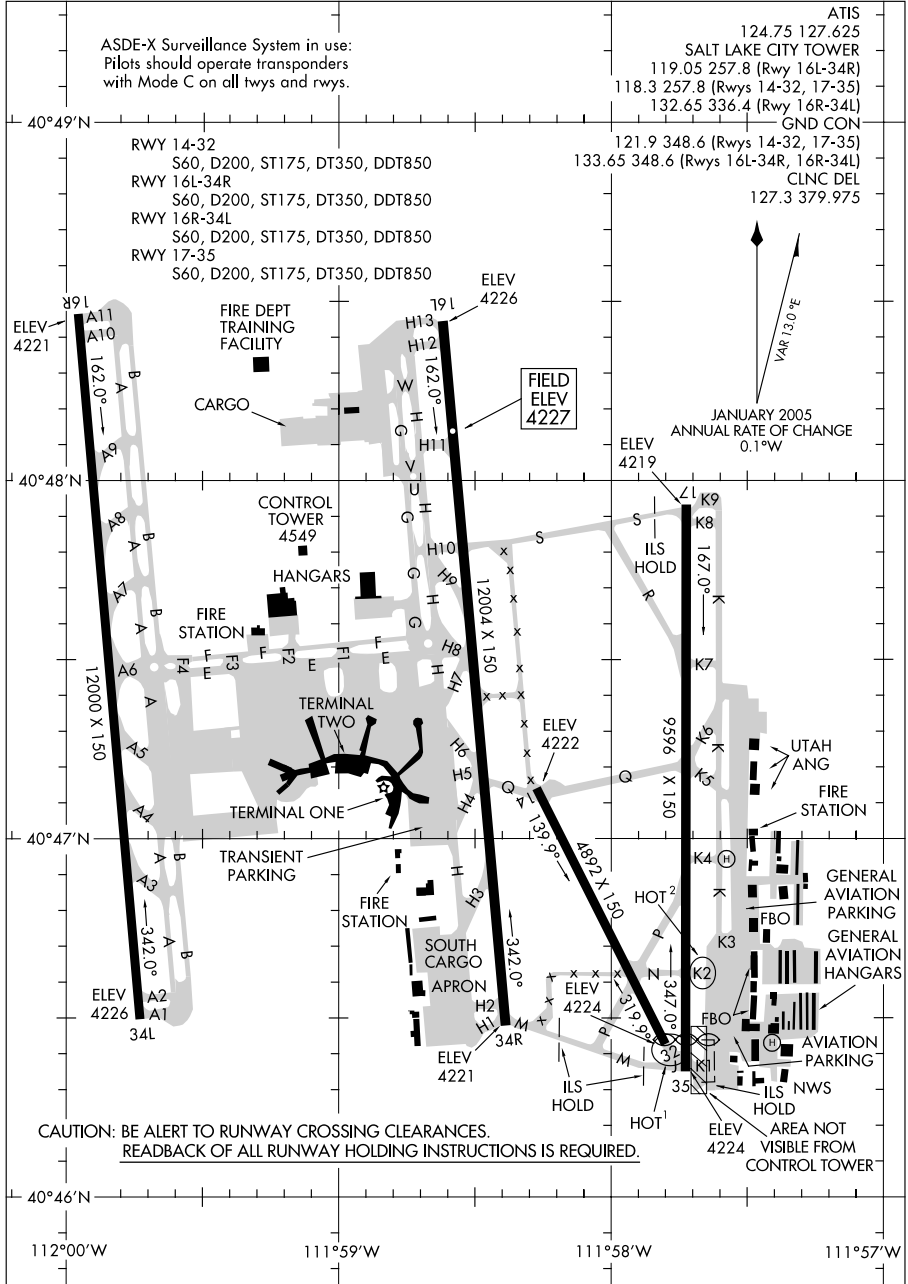 ASDE-X Surveillance System in use:
Pilots should operate transponders
with Mode C on all twys and rwys.
ATIS
124.75 127.625
SALT LAKE CITY TOWER
119.05 257.8 (Rwy 16L-34R)
118.3 257.8 (Rwys 14-32, 17-35)
132.65 336.4 (Rwy 16R-34L)
GND CON
121.9 348.6 (Rwys 14-32, 17-35)
133.65 348.6 (Rwys 16L-34R, 16R-34L)
CLNC DEL
127.3 379.975
40°49'N
RWY 14-32
S60, D200, ST175, DT350, DDT850
RWY 16L-34R
S60, D200, ST175, DT350, DDT850
RWY 16R-34L
S60, D200, ST175, DT350, DDT850
RWY 17-35
S60, D200, ST175, DT350, DDT850
VAR 13.0 °E
JANUARY 2005
ANNUAL RATE OF CHANGE
0.1°W
16R
ELEV
4221
A11
A10
162.0°
B
A
A9
FIRE DEPT
TRAINING
FACILITY
CARGO
16L
ELEV
4226
H13
H12
162.0°
W
H
G
H11
FIELD
ELEV
4227
V
U
H
G
40°48'N
ELEV
4219
17
K9
K8
167.0°
S
ILS
HOLD
R
K
K7
CONTROL
TOWER
4549
HANGARS
FIRE
STATION
A8
B
A
A7
B
A
A6
12000 X 150
F4
F
E
F3
F
F2
E
F1
F
E
H10
H9
G
H
G
H8
H
H7
12004 X 150
A
A5
A4
TERMINAL
TWO
TERMINAL ONE
TRANSIENT
PARKING
H6
H5
H4
Q
14
ELEV
4222
139.9°
4892 X 150
Q
9596 X 150
K6
K
K
K5
UTAH
ANG
FIRE
STATION
40°47'N
K4
H
K
B
A
A3
B
A
342.0°
A2
A1
ELEV
4226
34L
FIRE
STATION
H
H3
SOUTH
CARGO
APRON
342.0°
H2
H1
34R
W
ELEV
4221
HOT 2
P
K3
N
K2
FBO
GENERAL
AVIATION
PARKING
GENERAL
AVIATION
HANGARS
ELEV
4224
319.9°
347.0°
P
32
W
FBO
H
AVIATION
PARKING
K1
NWS
ILS
HOLD
HOT 1
35
ILS
HOLD
ELEV
4224
AREA NOT
VISIBLE FROM
CONTROL TOWER
CAUTION: BE ALERT TO RUNWAY CROSSING CLEARANCES.
READBACK OF ALL RUNWAY HOLDING INSTRUCTIONS IS REQUIRED.
40°46'N
112°00'W
111°59'W
111°58'W
111°57'W